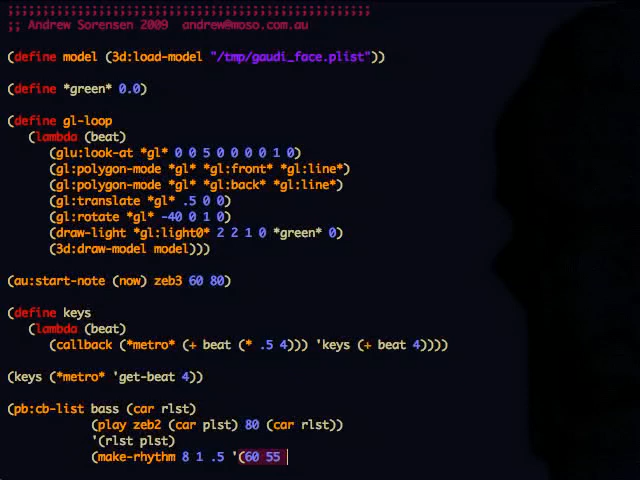 ;;;;;;;;;;;;;;;;;;;;;;;;;;;;;;;;;;;;;;;;;;;;;;;;;;;;
;; Andrew Sorensen 2009  andrew@moso.com.au
(define model (3d:load-model "/tmp/gaudi_face.plist"))
(define *green* 0.0)
(define gl-loop
(lambda (beat)
(glu:look-at *gl* 0 0 5 0 0 0 0 1 0)
(gl:polygon-mode *gl* *gl:front* *gl:line*)
(gl:polygon-mode *gl* *gl:back* *gl:line*)
(gl:translate *gl* .5 0 0)
(gl:rotate *gl* -40 0 1 0)
(draw-light *gl:light0* 2 2 1 0 *green* 0)
(3d:draw-model model)))
(au:start-note (now) zeb3 60 80)
(define keys
(lambda (beat)
(callback (*metro* (+ beat (* .5 4))) 'keys (+ beat 4))))
(keys (*metro* 'get-beat 4))
(pb:cb-list bass (car rlst)
(play zeb2 (car plst) 80 (car rlst))
'(rlst plst)
(make-rhythm 8 1 .5 '(60 55